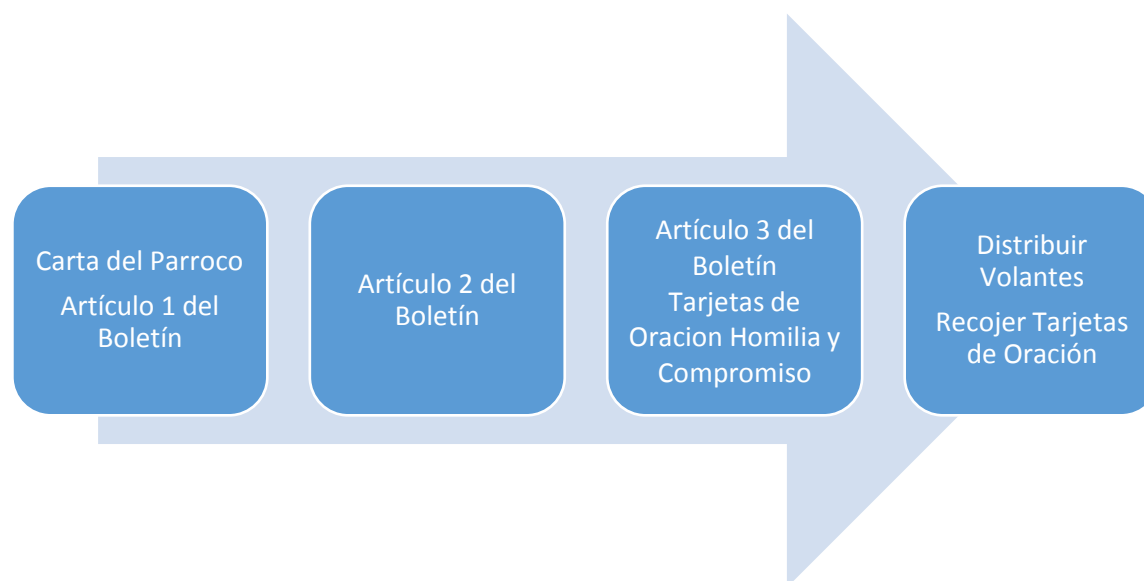 Carta del Parroco
Artículo 1 del
Boletín
Artículo 2 del
Boletín
Artículo 3 del
Boletín
Tarjetas de
Oracion Homilia y
Compromiso
Distribuir
Volantes
Recojer Tarjetas
de Oración